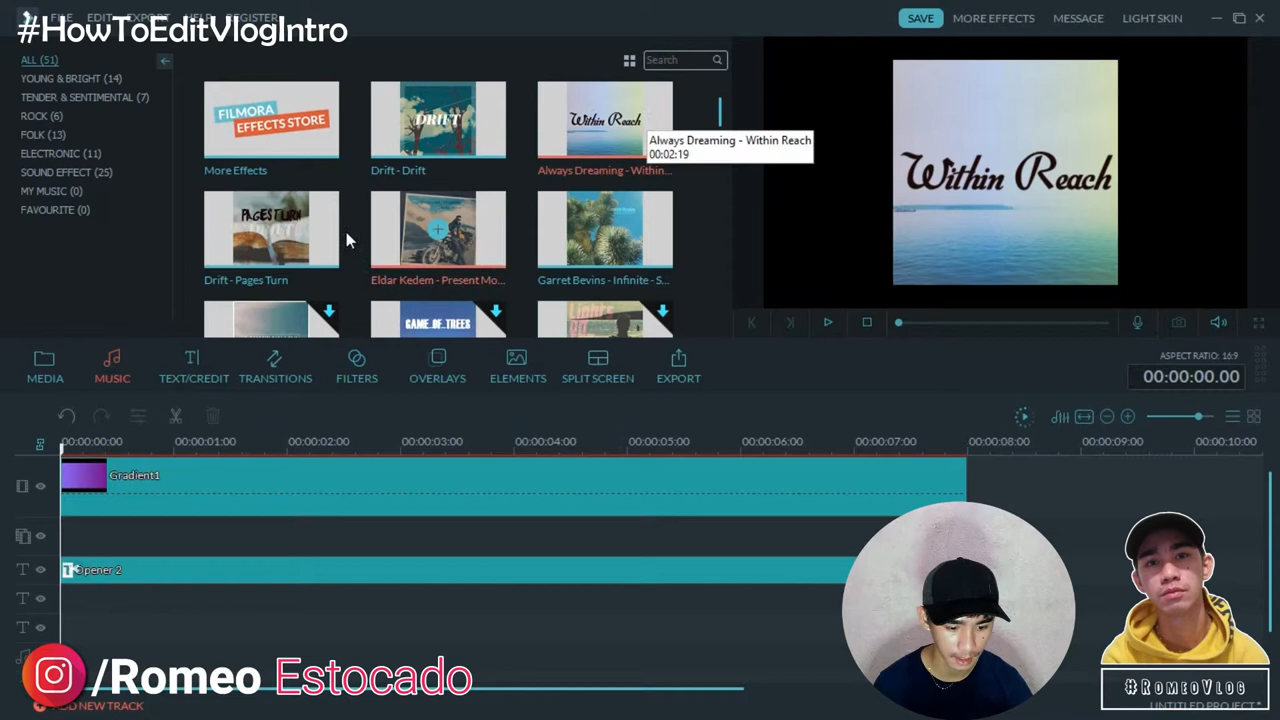 FILE EDIT EXPORT HELP REGISTER
#HowToEditVlogIntro
SAVE
MORE EFFECTS
MESSAGE
LIGHT SKIN
ALL (51)
YOUNG & BRIGHT (14)
TENDER & SENTIMENTAL (7)
ROCK (6)
FOLK (13)
ELECTRONIC (11)
SOUND EFFECT (25)
MY MUSIC (0)
FAVOURITE (0)
Search
FILMORA
EFFECTS STORE
DRIFT
Within Reach
Always Dreaming - Within Reach
00:02:19
More Effects
Drift - Drift
Always Dreaming - Within...
PAGES TURN
Drift - Pages Turn
Eldar Kedem - Present Mo...
Garret Bevins - Infinite - S...
GAME OF TREES
Within Reach
MEDIA
MUSIC
TEXT/CREDIT
TRANSITIONS
FILTERS
OVERLAYS
ELEMENTS
SPLIT SCREEN
EXPORT
ASPECT RATIO: 16:9
00:00:00.00
00:00:00:00
00:00:01:00
00:00:02:00
00:00:03:00
00:00:04:00
00:00:05:00
00:00:06:00
00:00:07:00
00:00:08:00
00:00:09:00
00:00:10:00
Gradient1
Opener 2
/Romeo Estocado
#RomeoVlog
ADD NEW TRACK
UNTITLED PROJECT *